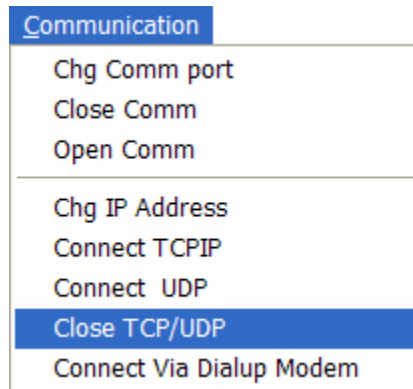 Communication
Chg Comm port
Close Comm
Open Comm
Chg IP Address
Connect TCPIP
Connect  UDP
Close TCP/UDP
Connect Via Dialup Modem